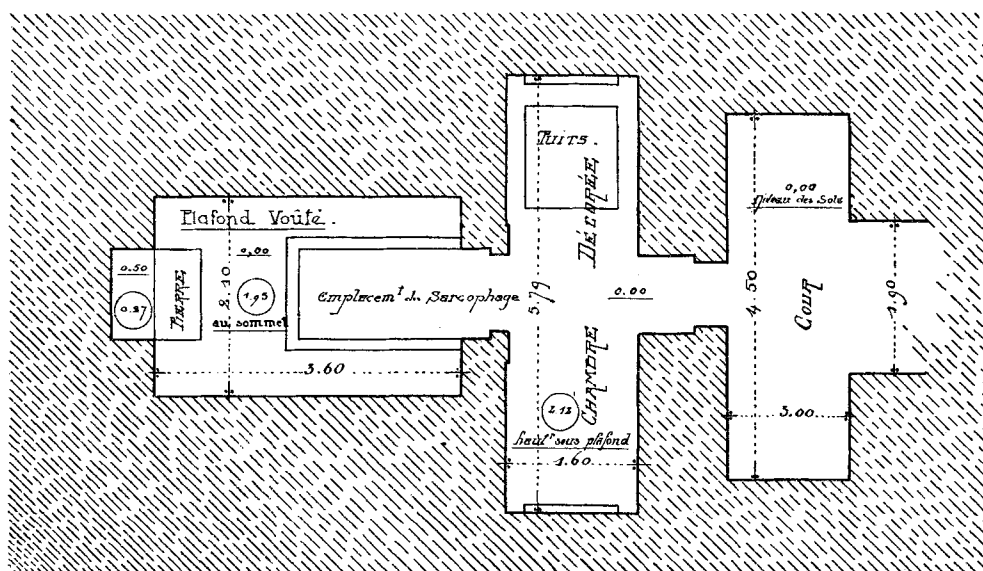 Plafond Voûté.
0,00
0.50
0.27
PIERRE
2.10
1.95
au sommet
3.60
Emplacemt du Sarcophage
PUITS.
CHAMBRE DÉCORÉE
5.79
0.00
2.12
hautr sous plafond
1.60
0,00
Niveau des Sols
4.50
COUR
1.90
3.00